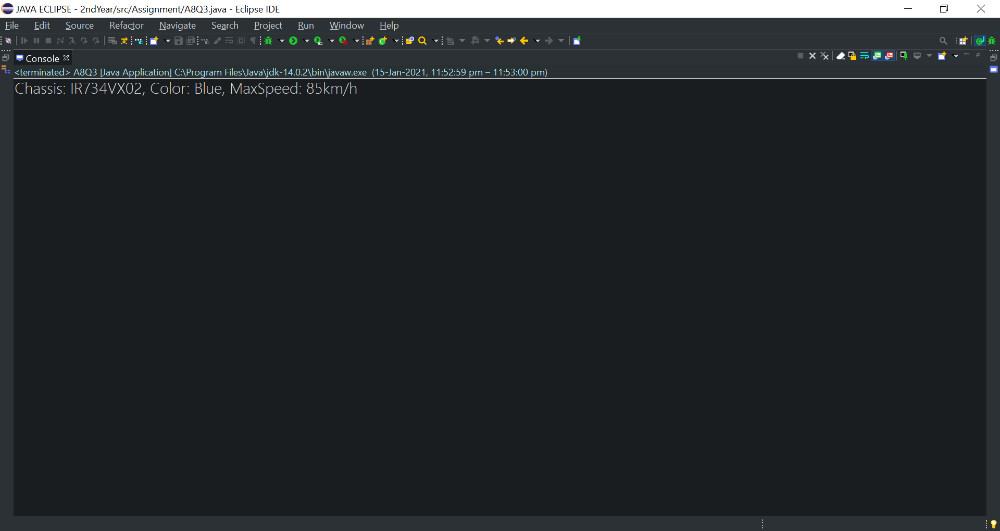 JAVA ECLIPSE - 2ndYear/src/Assignment/A8Q3.java - Eclipse IDE
File Edit Source Refactor Navigate Search Project Run Window Help
Console
<terminated> A8Q3 [Java Application] C:\Program Files\Java\jdk-14.0.2\bin\javaw.exe (15-Jan-2021, 11:52:59 pm – 11:53:00 pm)
Chassis: IR734VX02, Color: Blue, MaxSpeed: 85km/h